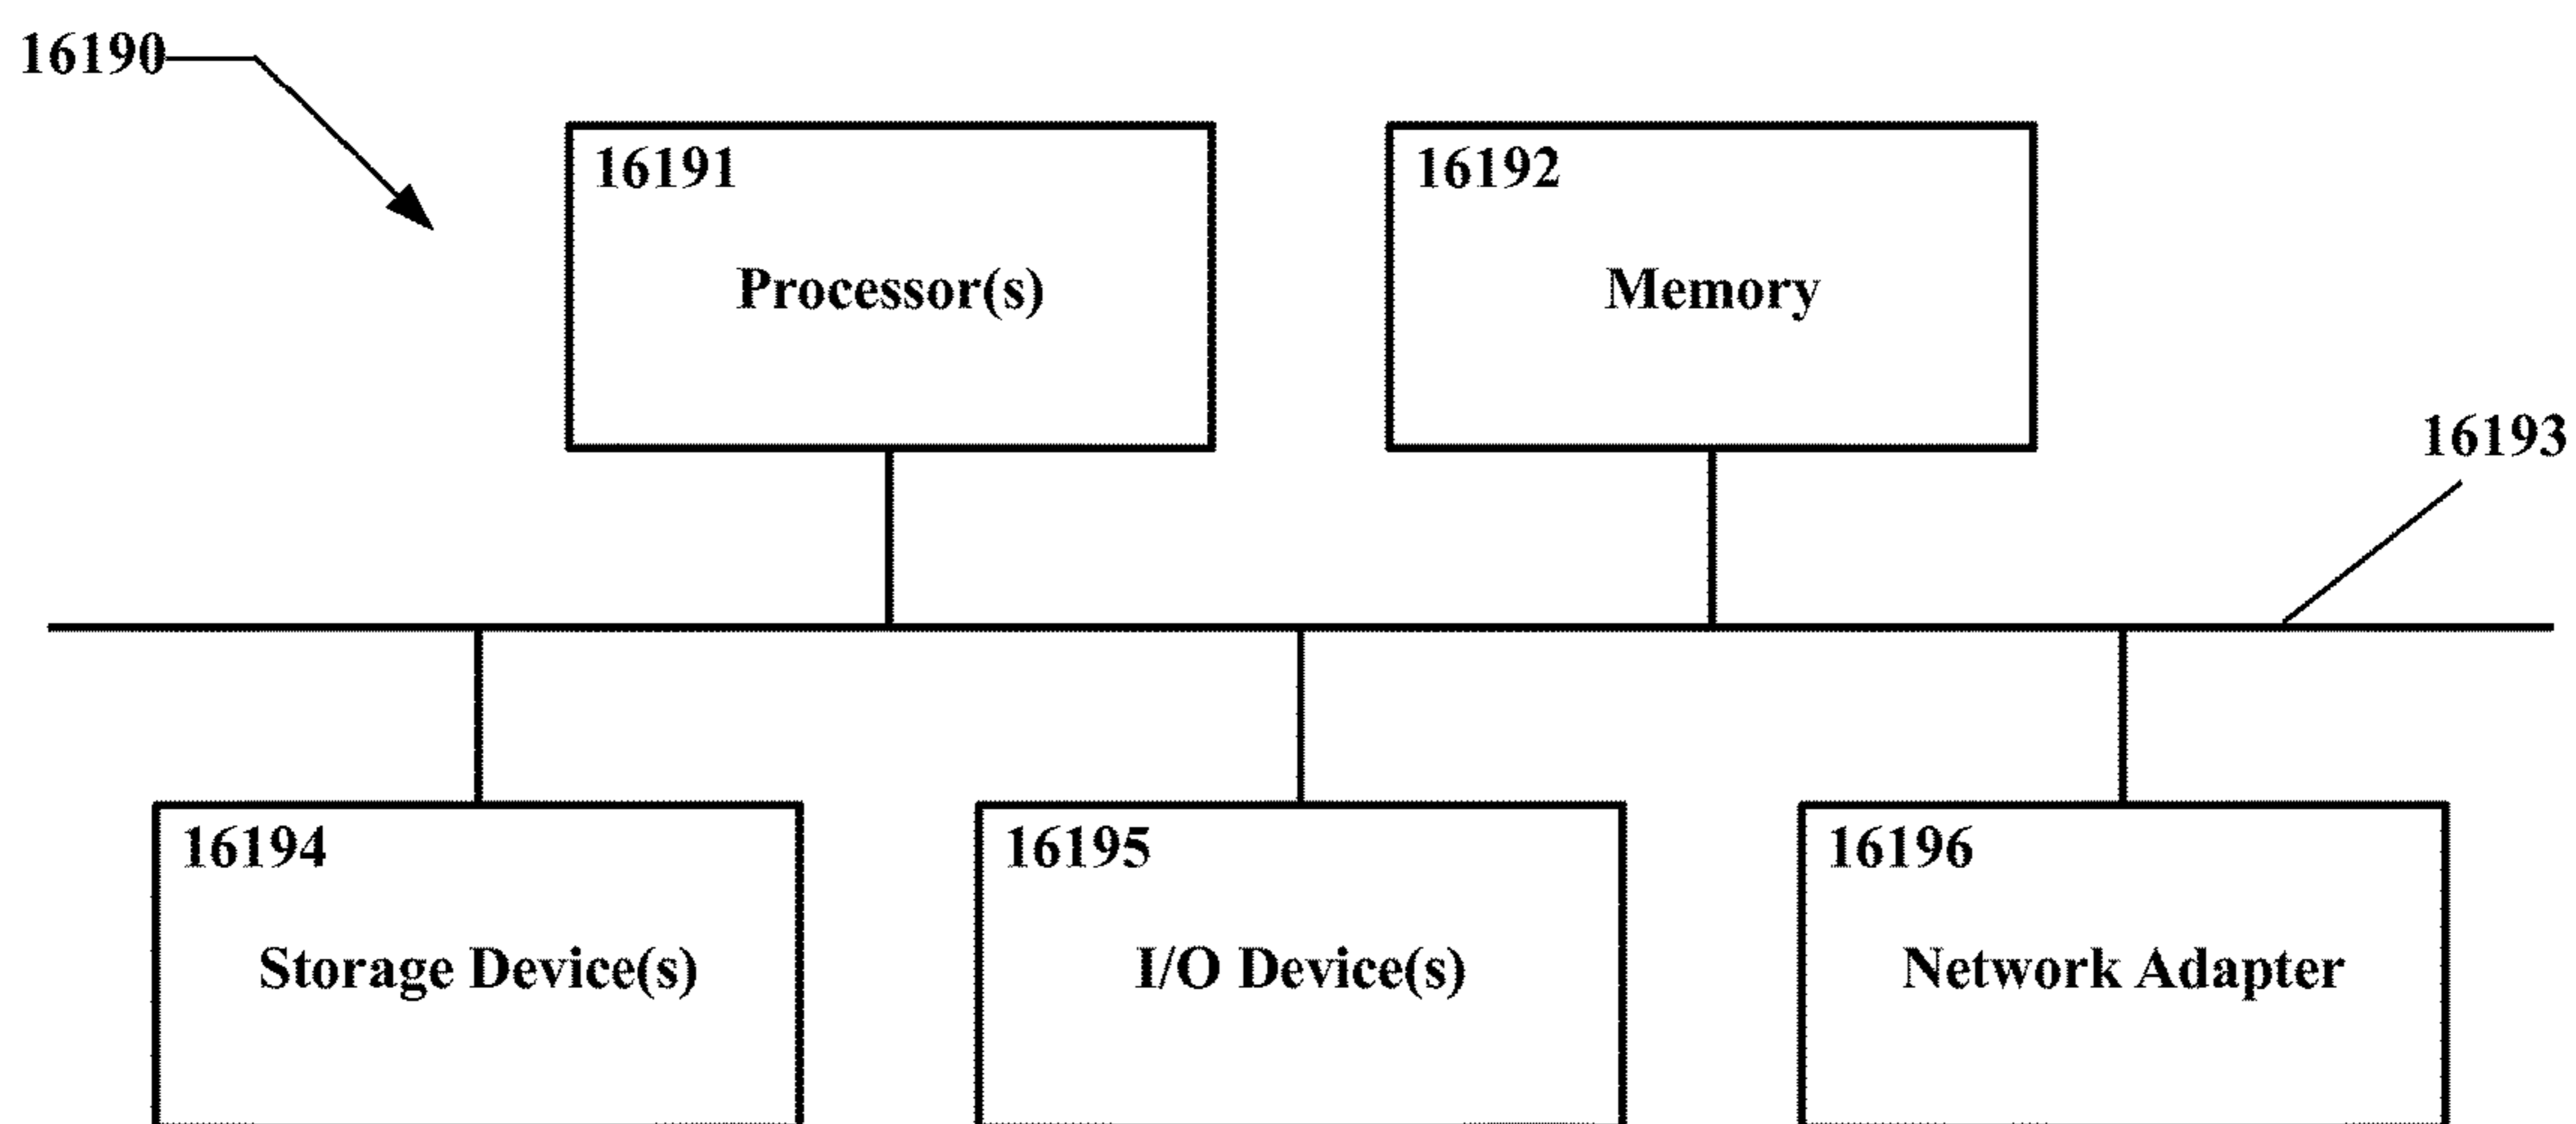 16190
16191
Processor(s)
16192
Memory
16193
16194
Storage Device(s)
16195
I/O Device(s)
16196
Network Adapter